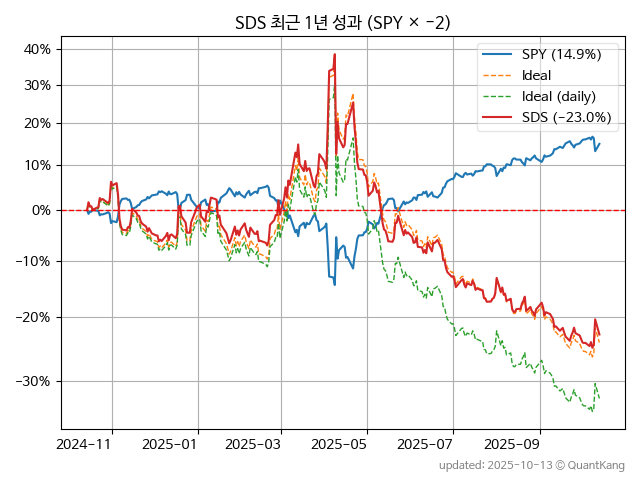 SDS 최근 1년 성과 (SPY × −2)
40%
30%
20%
10%
0%
−10%
−20%
−30%
SPY (14.9%)
Ideal
Ideal (daily)
SDS (−23.0%)
2024-11
2025-01
2025-03
2025-05
2025-07
2025-09
updated: 2025-10-13 ⓒ QuantKang